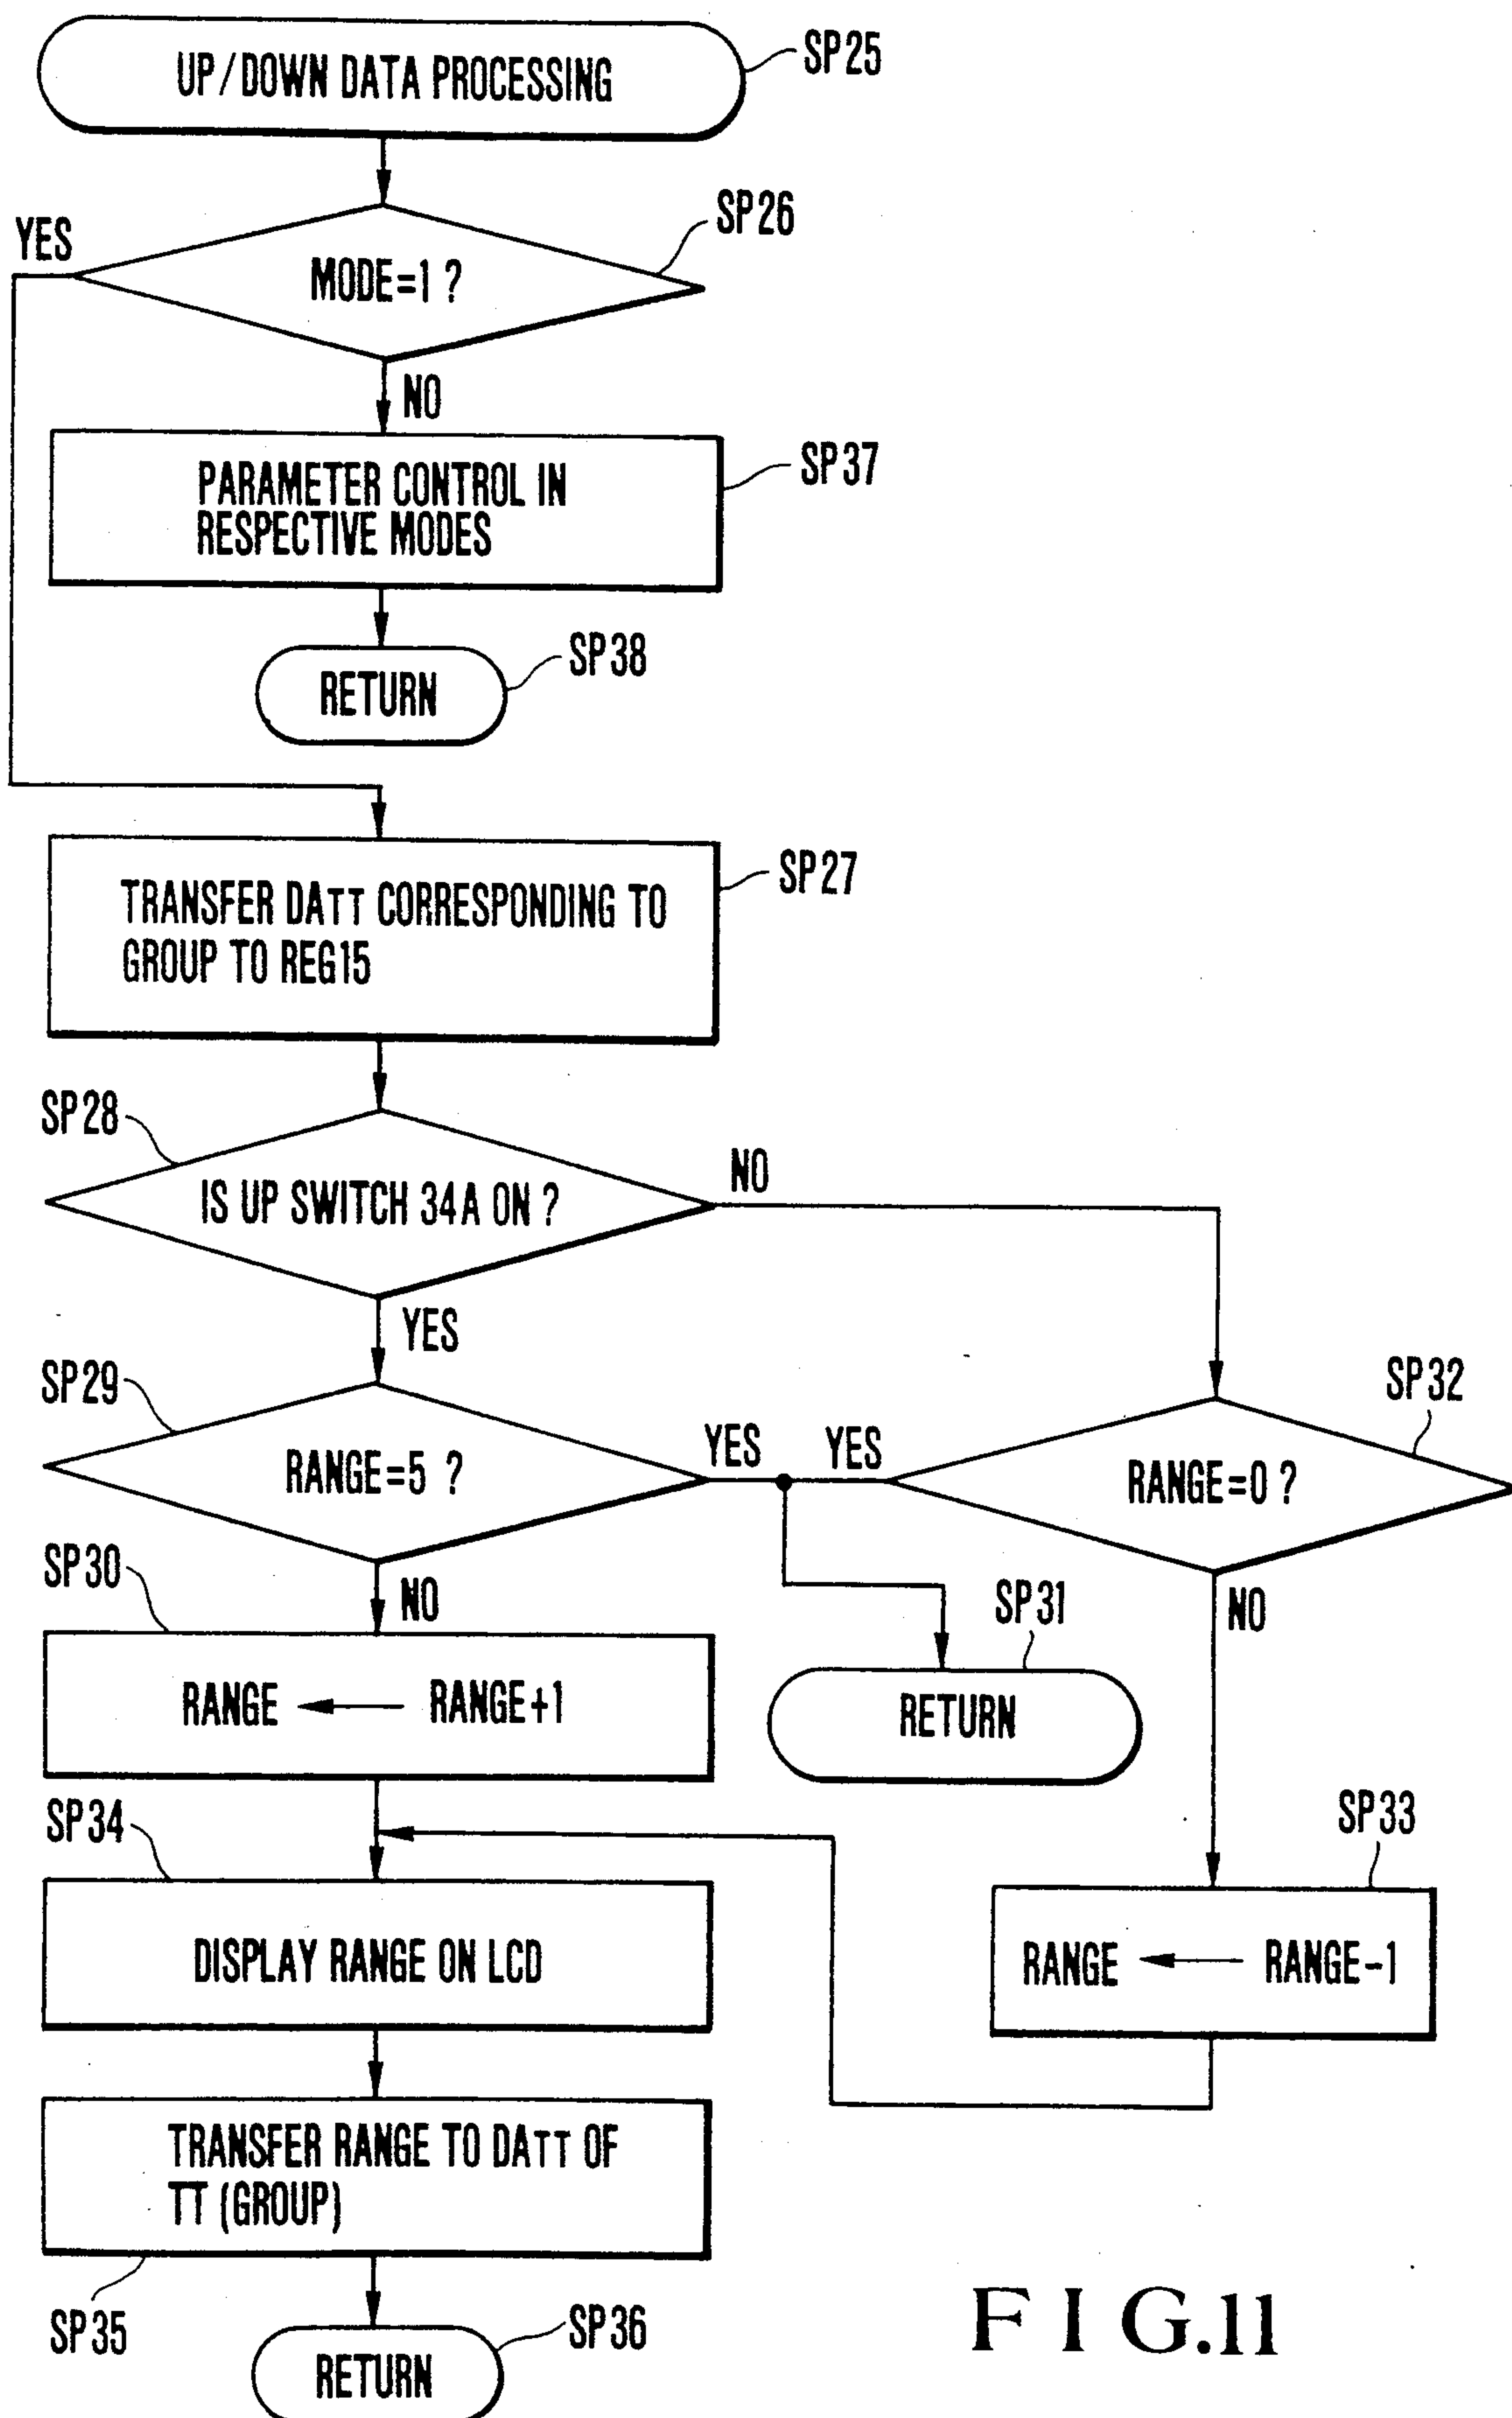 UP/DOWN DATA PROCESSING
SP25
SP26
YES
MODE=1 ?
NO
PARAMETER CONTROL IN
RESPECTIVE MODES
SP37
SP38
RETURN
SP27
TRANSFER DATT CORRESPONDING TO
GROUP TO REG15
SP28
NO
IS UP SWITCH 34A ON ?
YES
SP29
SP32
YES
YES
RANGE=5 ?
RANGE=0 ?
SP30
NO
SP31
NO
RANGE ← RANGE+1
RETURN
SP34
SP33
DISPLAY RANGE ON LCD
RANGE ← RANGE-1
TRANSFER RANGE TO DATT OF
TT (GROUP)
SP35
SP36
RETURN
FIG.11